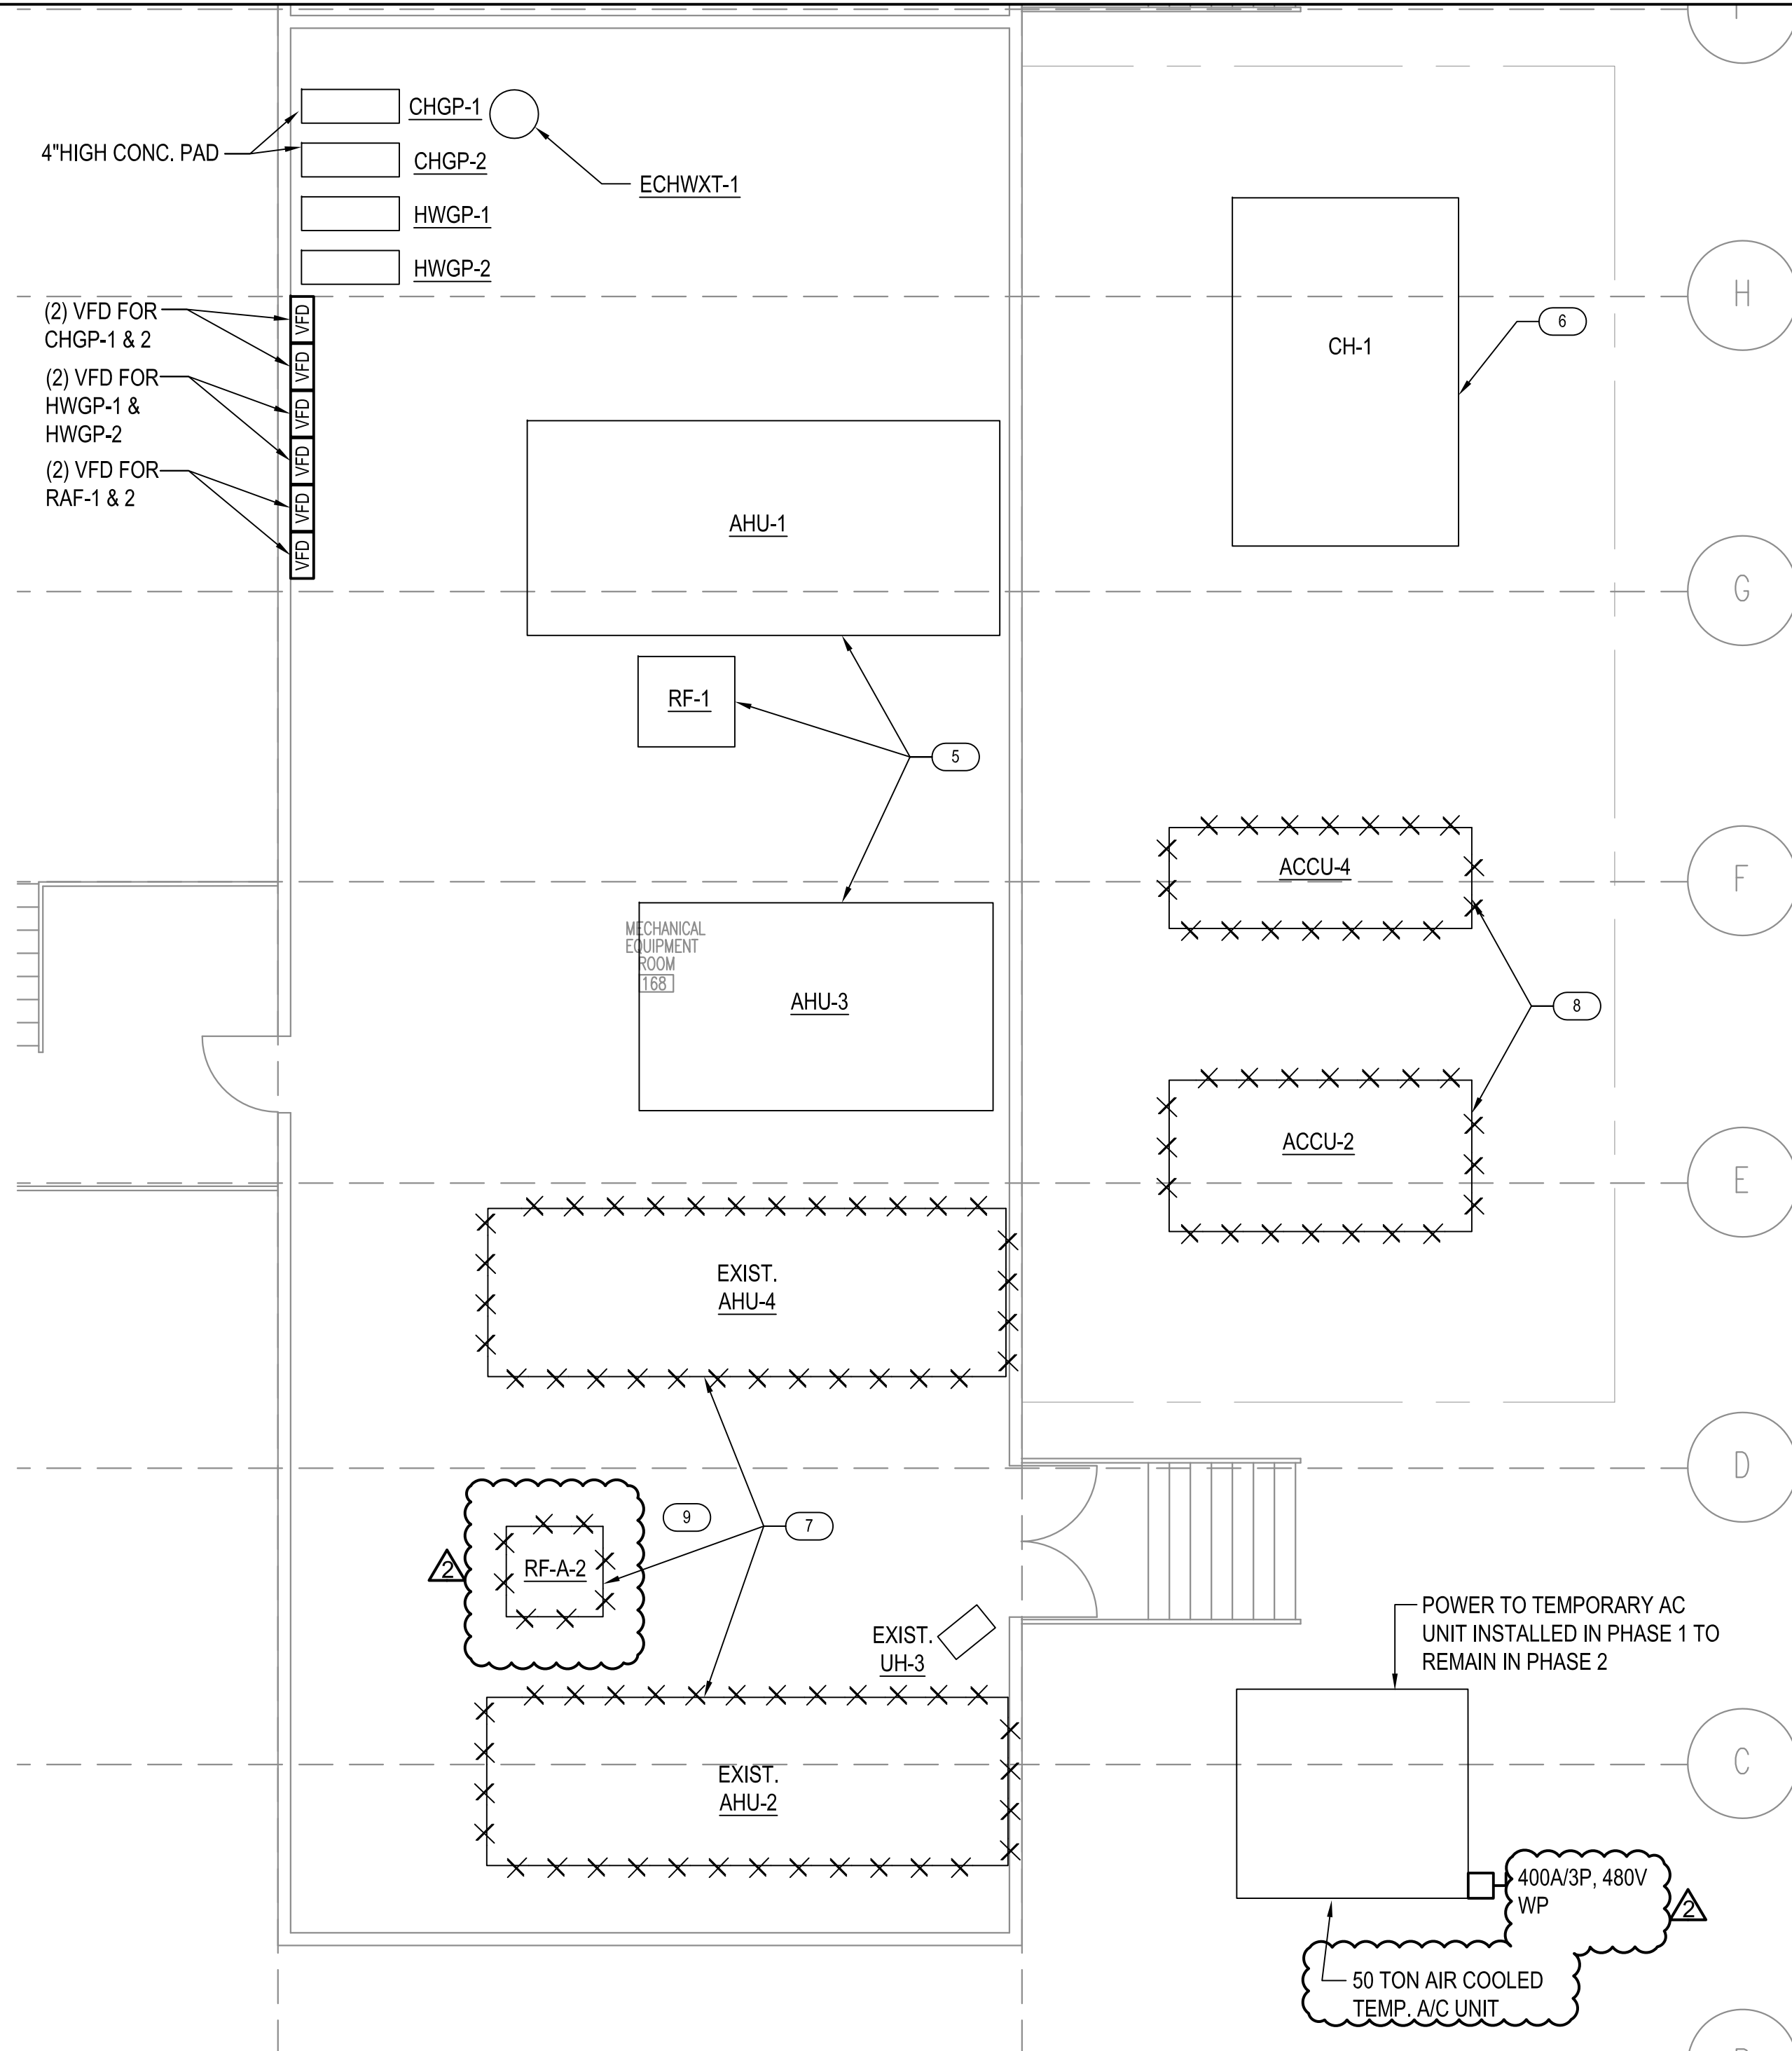 CHGP-1
4"HIGH CONC. PAD
CHGP-2
ECHWXT-1
HWGP-1
HWGP-2
H
(2) VFD FOR
CHGP-1 & 2
(2) VFD FOR
HWGP-1 &
HWGP-2
(2) VFD FOR
RAF-1 & 2
VFD
VFD
VFD
VFD
VFD
VFD
CH-1
6
AHU-1
G
RF-1
5
ACCU-4
F
MECHANICAL
EQUIPMENT
ROOM
168
AHU-3
8
ACCU-2
E
EXIST.
AHU-4
D
9
7
2
RF-A-2
EXIST.
UH-3
POWER TO TEMPORARY AC
UNIT INSTALLED IN PHASE 1 TO
REMAIN IN PHASE 2
C
EXIST.
AHU-2
400A/3P, 480V
WP
2
50 TON AIR COOLED
TEMP. A/C UNIT